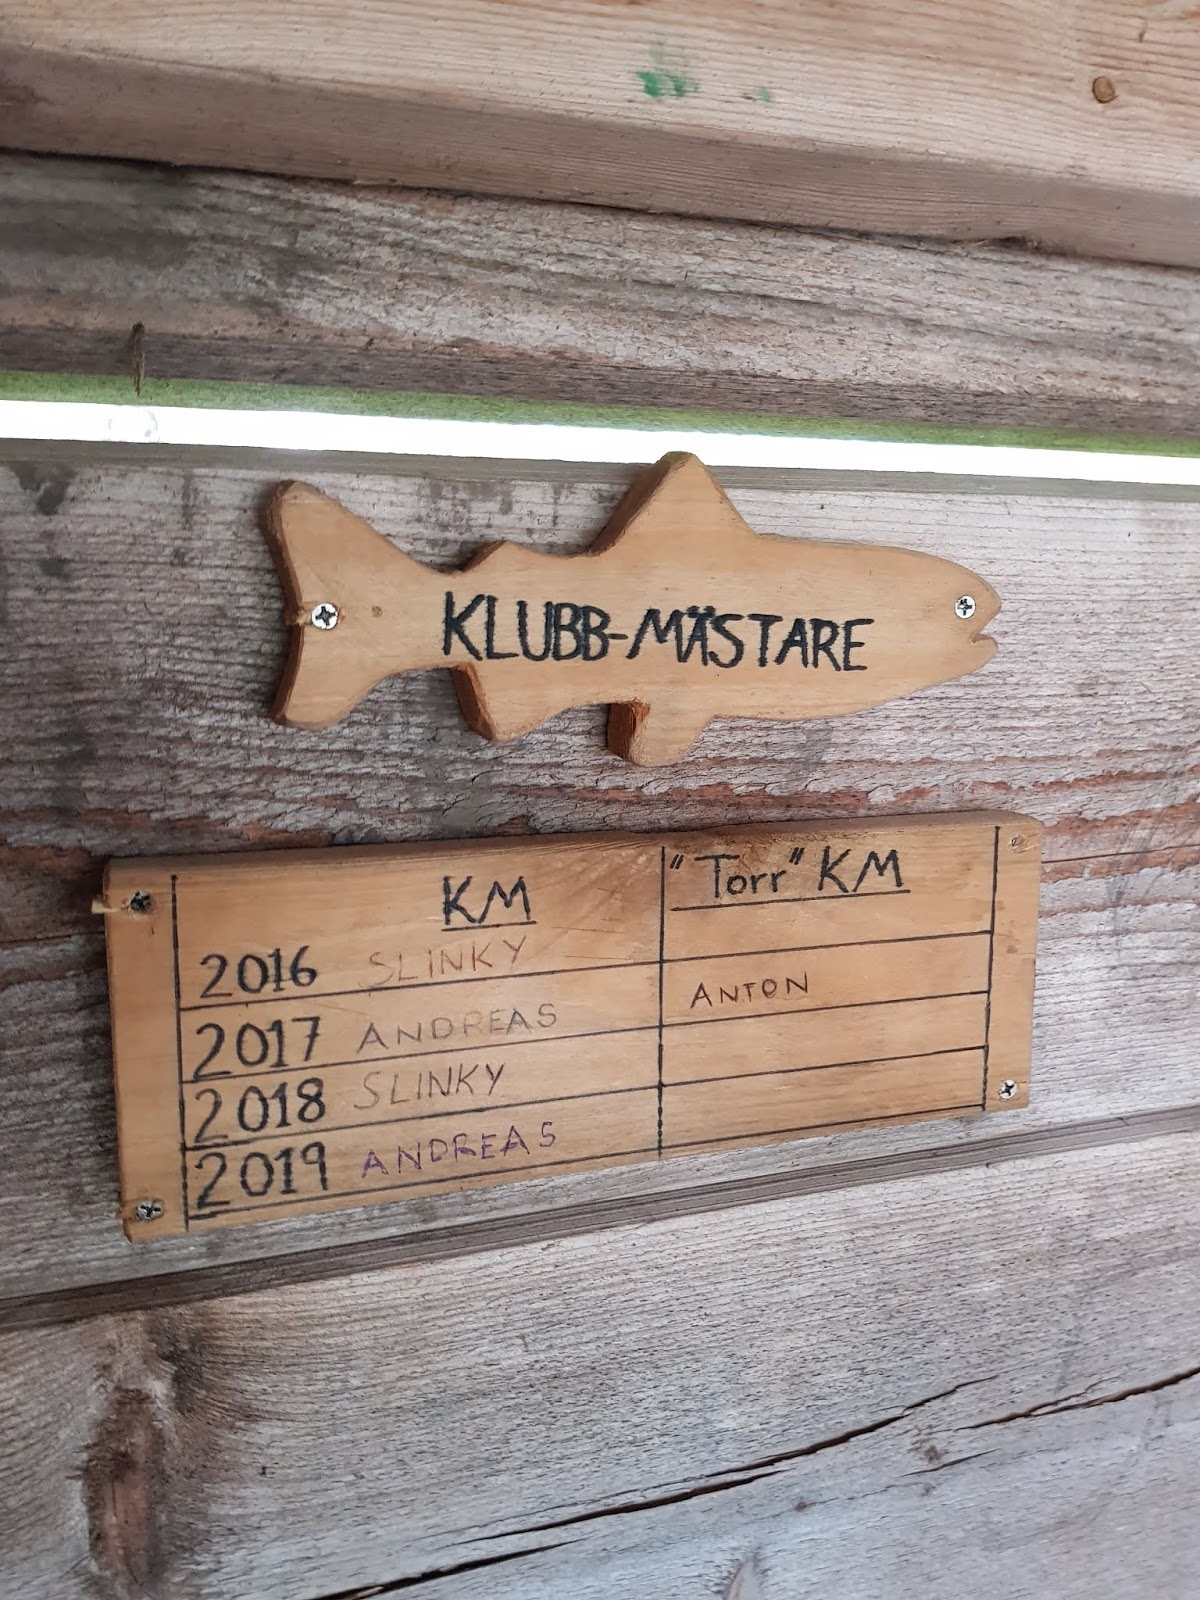 KLUBB-MÄSTARE
KM "Torr" KM
2016 SLINKY
2017 ANDREAS ANTON
2018 SLINKY
2019 ANDREAS